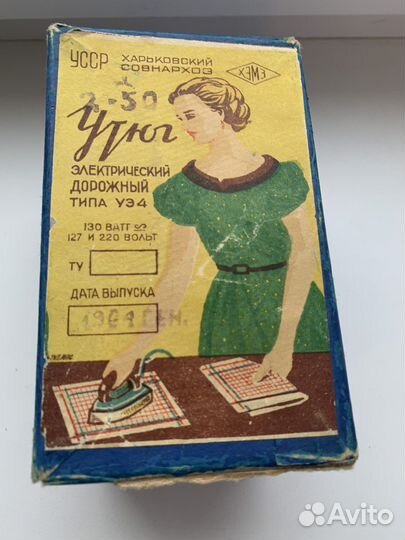 УССР ХАРЬКОВСКИЙ СОВНАРХОЗ
ХЭМЗ
2-50
Утюг
ЭЛЕКТРИЧЕСКИЙ
ДОРОЖНЫЙ
ТИПА УЭ4
130 ВАТТ
127 И 220 ВОЛЬТ
ТУ
ДАТА ВЫПУСКА
Avito